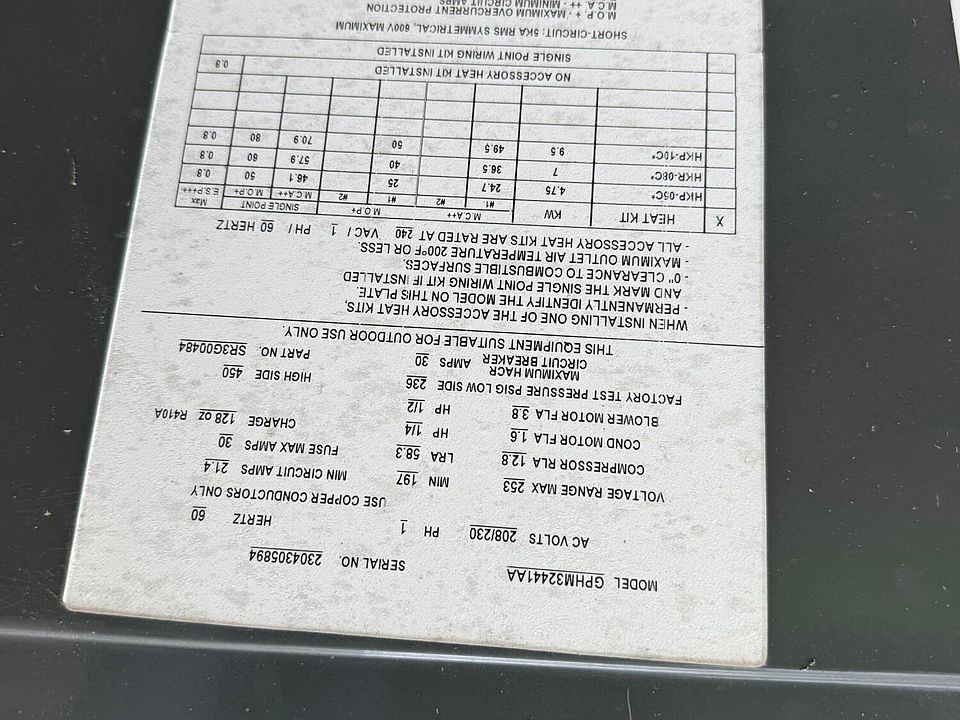 MODEL GPHM32441AA SERIAL NO. 2304305894
AC VOLTS 208/230 PH 1 HERTZ 60
USE COPPER CONDUCTORS ONLY
VOLTAGE RANGE MAX 253 MIN 197 MIN CIRCUIT AMPS 21.4
COMPRESSOR RLA 12.8 LRA 58.3 FUSE MAX AMPS 30
COND MOTOR FLA 1.6 HP 1/4 CHARGE 128 OZ R410A
BLOWER MOTOR FLA 3.8 HP 1/2
FACTORY TEST PRESSURE PSIG LOW SIDE 236 HIGH SIDE 450
MAXIMUM HACR
CIRCUIT BREAKER AMPS 30 PART NO. SR3G00484
THIS EQUIPMENT SUITABLE FOR OUTDOOR USE ONLY.
WHEN INSTALLING ONE OF THE ACCESSORY HEAT KITS,
- PERMANENTLY IDENTIFY THE MODEL ON THIS PLATE.
AND MARK THE SINGLE POINT WIRING KIT IF INSTALLED
- 0" CLEARANCE TO COMBUSTIBLE SURFACES,
- MAXIMUM OUTLET AIR TEMPERATURE 200°F OR LESS.
- ALL ACCESSORY HEAT KITS ARE RATED AT 240 VAC / 1 PH / 60 HERTZ
X HEAT KIT KW M.C.A++ M.O.P+ SINGLE POINT Max
#1 #2 #1 #2 M.C.A++ M.O.P+ E.S.P+++
HKP-05C* 4.75 24.7 25 46.1 50 0.8
HKR-08C* 7 36.5 40 57.9 60 0.8
HKP-10C* 9.5 49.5 50 70.9 80 0.8
NO ACCESSORY HEAT KIT INSTALLED 0.8
SINGLE POINT WIRING KIT INSTALLED
SHORT-CIRCUIT: 5KA RMS SYMMETRICAL, 600V MAXIMUM
M.O.P. + - MAXIMUM OVERCURRENT PROTECTION
M.C.A. ++ - MINIMUM CIRCUIT AMPS